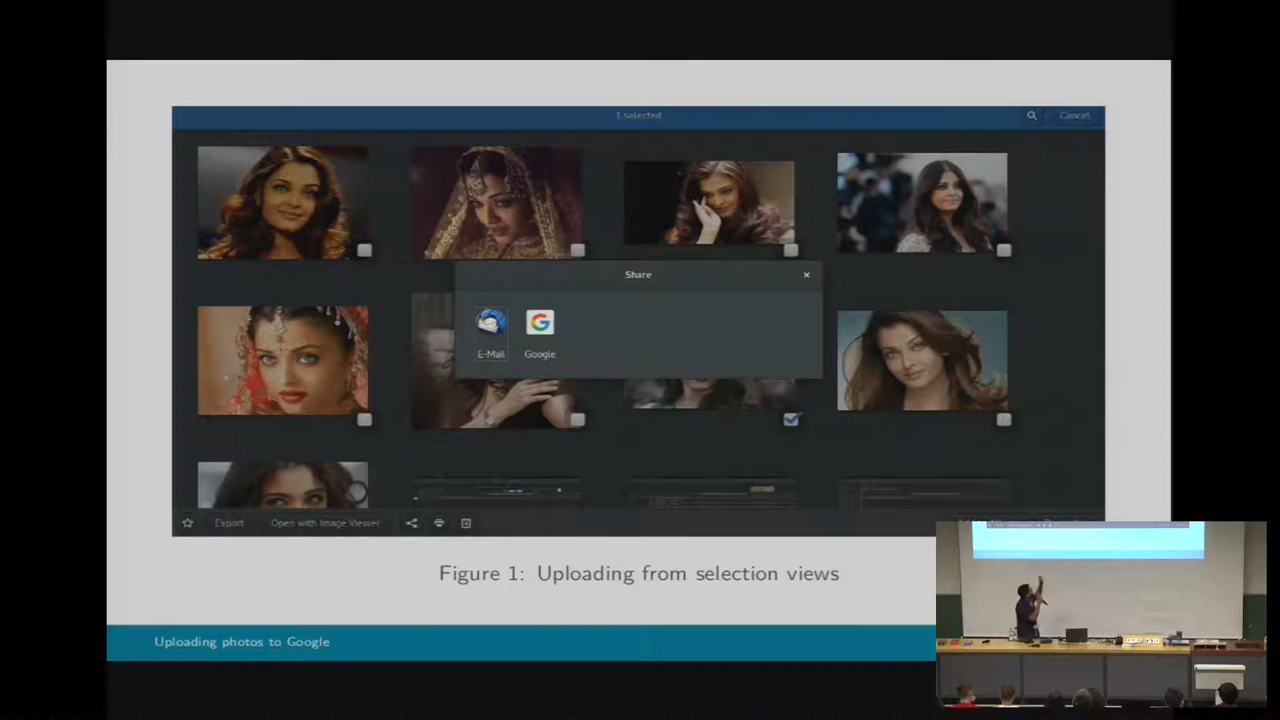 1 selected
Cancel
Share
E-Mail
Google
Export
Open with Image Viewer
Figure 1: Uploading from selection views
Uploading photos to Google